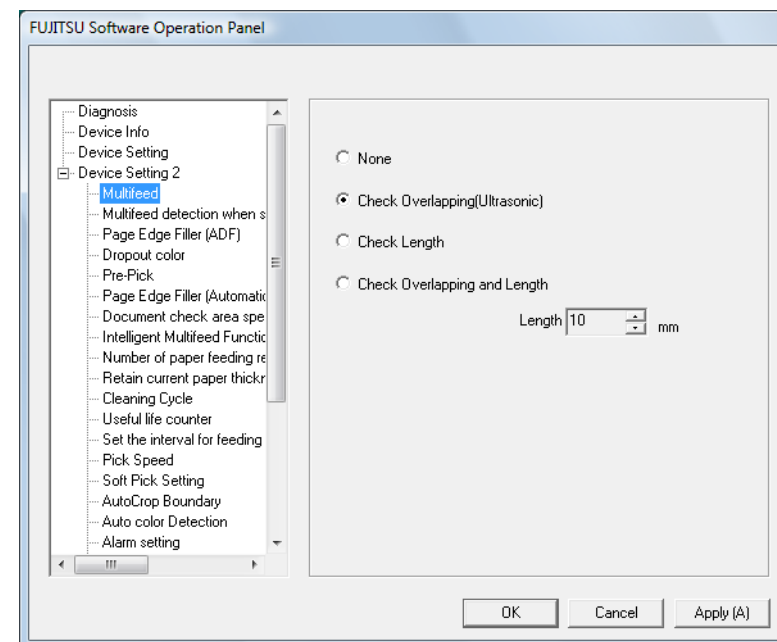 FUJITSU Software Operation Panel
Diagnosis
Device Info
Device Setting
Device Setting 2
Multifeed
Multifeed detection when s
Page Edge Filler (ADF)
Dropout color
Pre-Pick
Page Edge Filler (Automatic
Document check area spe
Intelligent Multifeed Functio
Number of paper feeding re
Retain current paper thickr
Cleaning Cycle
Useful life counter
Set the interval for feeding
Pick Speed
Soft Pick Setting
AutoCrop Boundary
Auto color Detection
Alarm setting
None
Check Overlapping(Ultrasonic)
Check Length
Check Overlapping and Length
Length 10 mm
OK Cancel Apply (A)